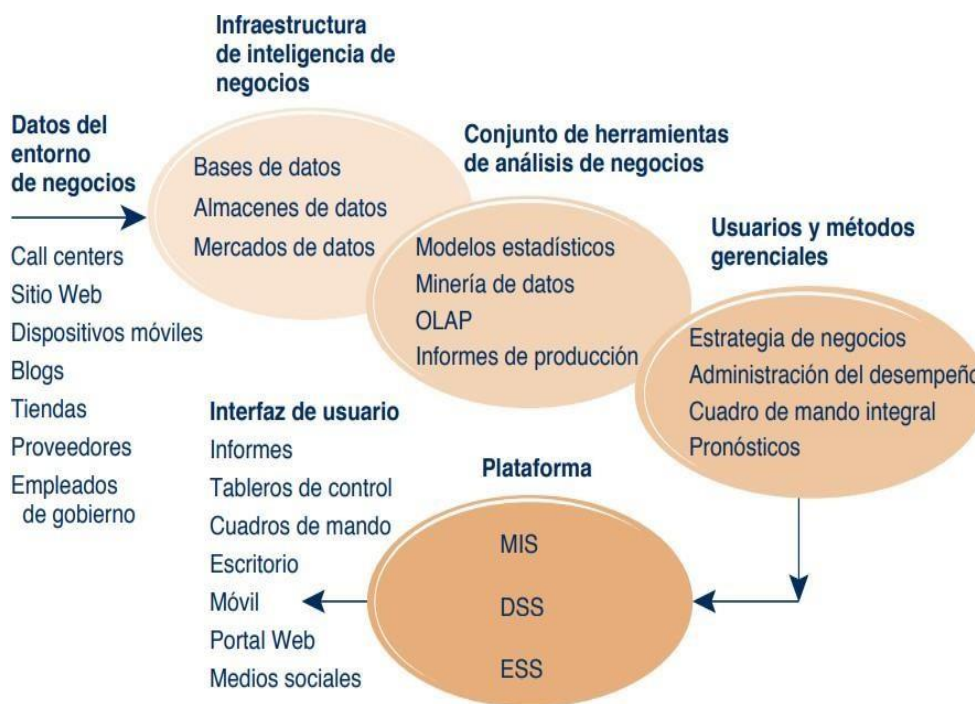 Infraestructura
de inteligencia de
negocios
Datos del
entorno
de negocios
Call centers
Sitio Web
Dispositivos móviles
Blogs
Tiendas
Proveedores
Empleados
de gobierno
Bases de datos
Almacenes de datos
Mercados de datos
Conjunto de herramientas
de análisis de negocios
Modelos estadísticos
Minería de datos
OLAP
Informes de producción
Usuarios y métodos
gerenciales
Estrategia de negocios
Administración del desempeño
Cuadro de mando integral
Pronósticos
Plataforma
MIS
DSS
ESS
Interfaz de usuario
Informes
Tableros de control
Cuadros de mando
Escritorio
Móvil
Portal Web
Medios sociales